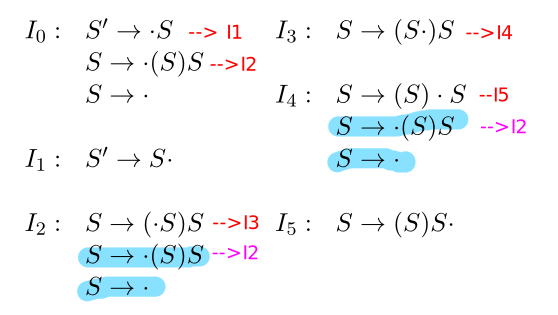 I₀ : S′ → ·S --> I1
S → ·(S)S -->I2
S → ·
I₁ : S′ → S·
I₂ : S → (·S)S -->I3
S → ·(S)S -->I2
S → ·
I₃ : S → (S·)S -->I4
I₄ : S → (S) · S --I5
S → ·(S)S -->I2
S → ·
I₅ : S → (S)S·